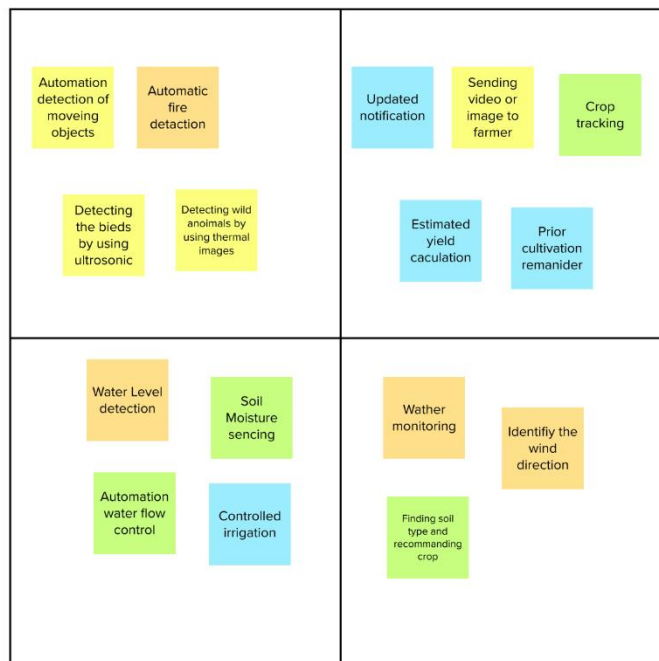 Automation
detection of
moveing
objects
Automatic
fire
detaction
Detecting
the bieds by
using
ultrosonic
Detecting wild
anoimals by
using thermal
images
Updated
notification
Sending
video or
image to
farmer
Crop
tracking
Estimated
yield
caculation
Prior
cultivation
remanider
Water Level
detection
Soil
Moisture
sencing
Automation
water flow
control
Controlled
irrigation
Wather
monitoring
Identifiy the
wind
direction
Finding soil
type and
recommanding
crop